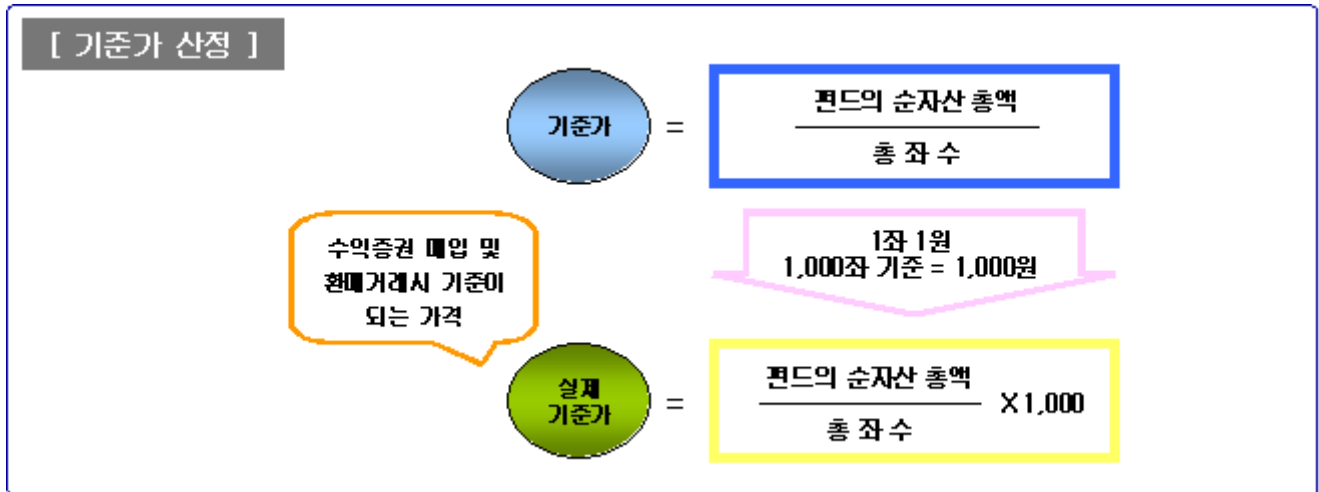 [ 기준가 산정 ]
기준가
=
펀드의 순자산 총액
총 좌 수
수익증권 매입 및
환매거래시 기준이
되는 가격
1좌 1원
1,000좌 기준 = 1,000원
실제
기준가
=
펀드의 순자산 총액
X 1,000
총 좌 수